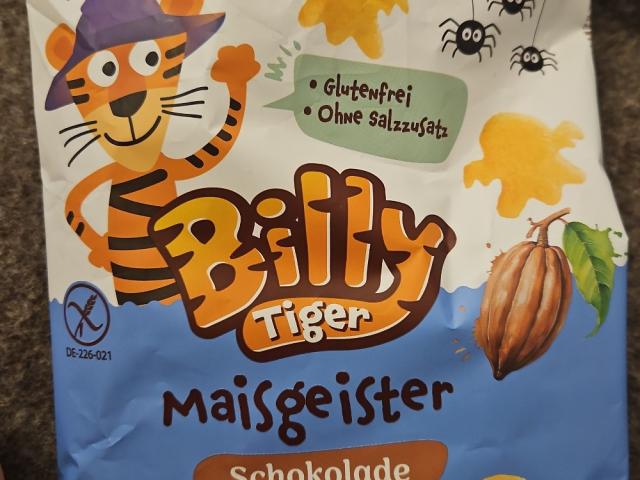 • Glutenfrei
• Ohne Salzzusatz
Billy
Tiger
DE-226-021
Maisgeister
Schokolade